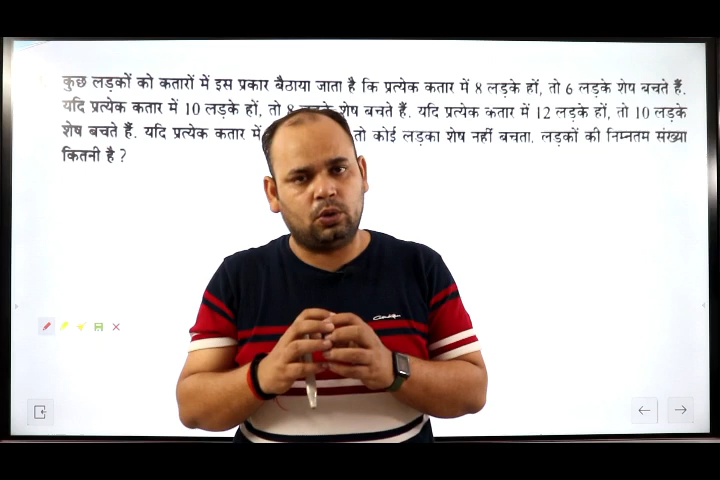 कुछ लड़कों को कतारों में इस प्रकार बैठाया जाता है कि प्रत्येक कतार में 8 लड़के हों, तो 6 लड़के शेष बचते हैं.
यदि प्रत्येक कतार में 10 लड़के हों, तो 8 लड़के शेष बचते हैं. यदि प्रत्येक कतार में 12 लड़के हों, तो 10 लड़के
शेष बचते हैं. यदि प्रत्येक कतार में तो कोई लड़का शेष नहीं बचता. लड़कों की निम्नतम संख्या
कितनी है ?